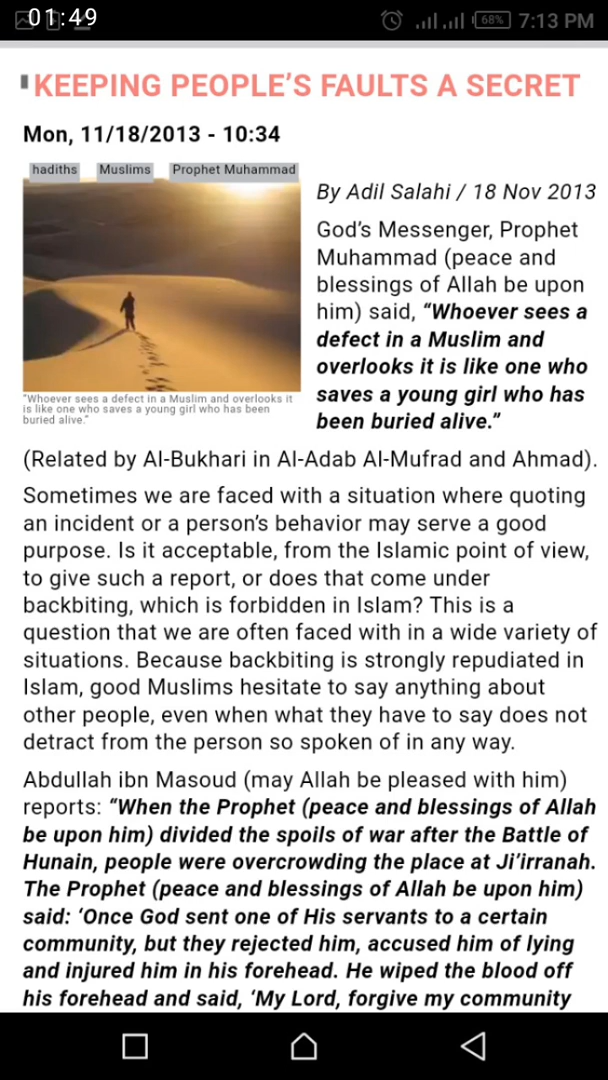 01:49
68% 7:13 PM
KEEPING PEOPLE'S FAULTS A SECRET
Mon, 11/18/2013 - 10:34
hadiths Muslims Prophet Muhammad
"Whoever sees a defect in a Muslim and overlooks it
is like one who saves a young girl who has been
buried alive."
By Adil Salahi / 18 Nov 2013
God's Messenger, Prophet
Muhammad (peace and
blessings of Allah be upon
him) said, "Whoever sees a
defect in a Muslim and
overlooks it is like one who
saves a young girl who has
been buried alive."
(Related by Al-Bukhari in Al-Adab Al-Mufrad and Ahmad).
Sometimes we are faced with a situation where quoting
an incident or a person's behavior may serve a good
purpose. Is it acceptable, from the Islamic point of view,
to give such a report, or does that come under
backbiting, which is forbidden in Islam? This is a
question that we are often faced with in a wide variety of
situations. Because backbiting is strongly repudiated in
Islam, good Muslims hesitate to say anything about
other people, even when what they have to say does not
detract from the person so spoken of in any way.
Abdullah ibn Masoud (may Allah be pleased with him)
reports: "When the Prophet (peace and blessings of Allah
be upon him) divided the spoils of war after the Battle of
Hunain, people were overcrowding the place at Ji'irranah.
The Prophet (peace and blessings of Allah be upon him)
said: 'Once God sent one of His servants to a certain
community, but they rejected him, accused him of lying
and injured him in his forehead. He wiped the blood off
his forehead and said, 'My Lord, forgive my community